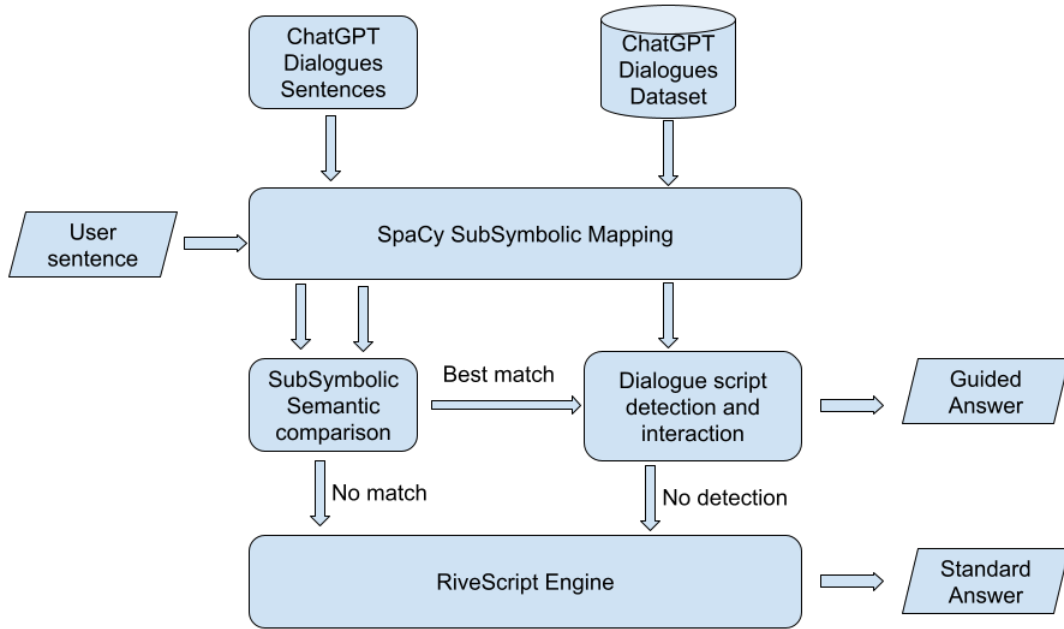 ChatGPT
Dialogues
Sentences
ChatGPT
Dialogues
Dataset
User
sentence
SpaCy SubSymbolic Mapping
SubSymbolic
Semantic
comparison
Best match
Dialogue script
detection and
interaction
Guided
Answer
No match
No detection
RiveScript Engine
Standard
Answer